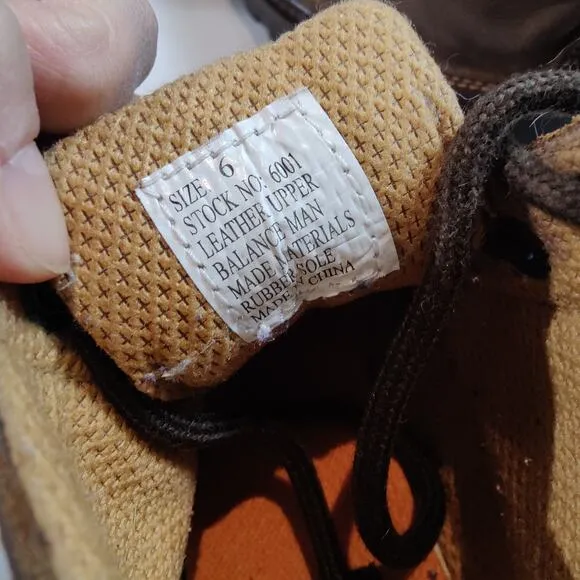 SIZE: 6
STOCK NO: 6001
LEATHER UPPER
BALANCE MAN
MADE MATERIALS
RUBBER SOLE
MADE IN CHINA